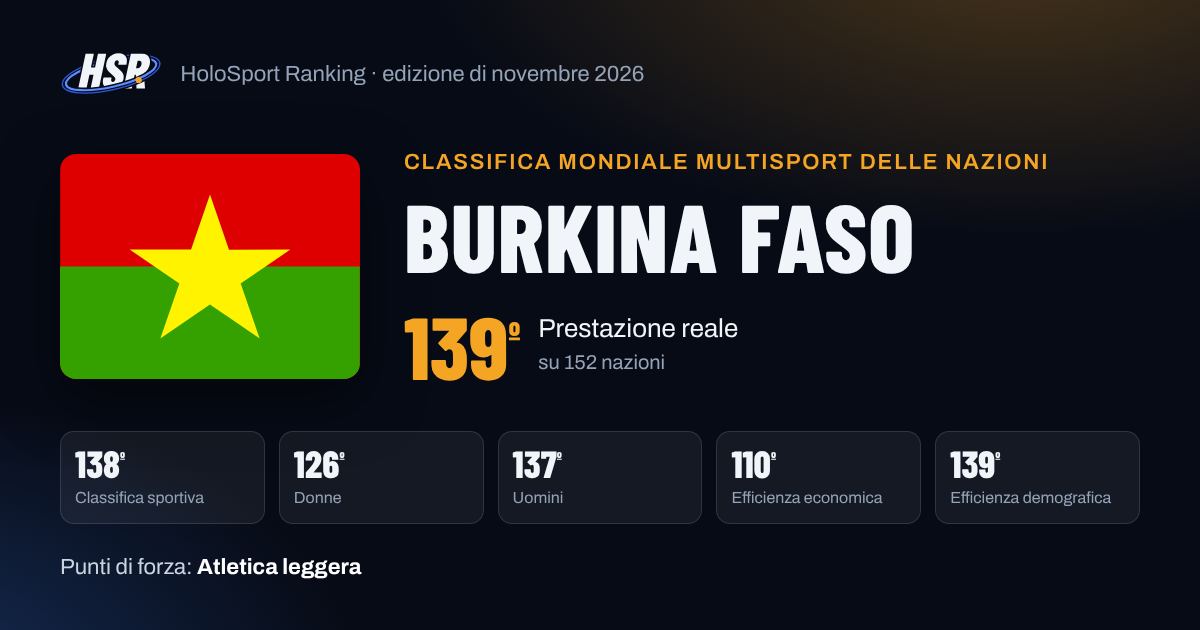 HSR
HoloSport Ranking · edizione di novembre 2026
CLASSIFICA MONDIALE MULTISPORT DELLE NAZIONI
BURKINA FASO
139º
Prestazione reale
su 152 nazioni
138º
Classifica sportiva
126º
Donne
137º
Uomini
110º
Efficienza economica
139º
Efficienza demografica
Punti di forza: Atletica leggera